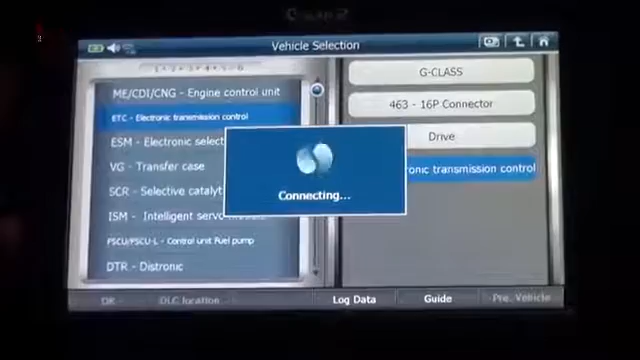 Vehicle Selection
ME/CDI/CNG - Engine control unit
ETC - Electronic transmission control
ESM - Electronic select
VG - Transfer case
SCR - Selective catalyt
ISM - Intelligent servo
FSCU/FSCU-L - Control unit Fuel pump
DTR - Distronic
G-CLASS
463 - 16P Connector
Drive
ronic transmission control
Connecting...
OK
DLC location
Log Data
Guide
Pre. Vehicle